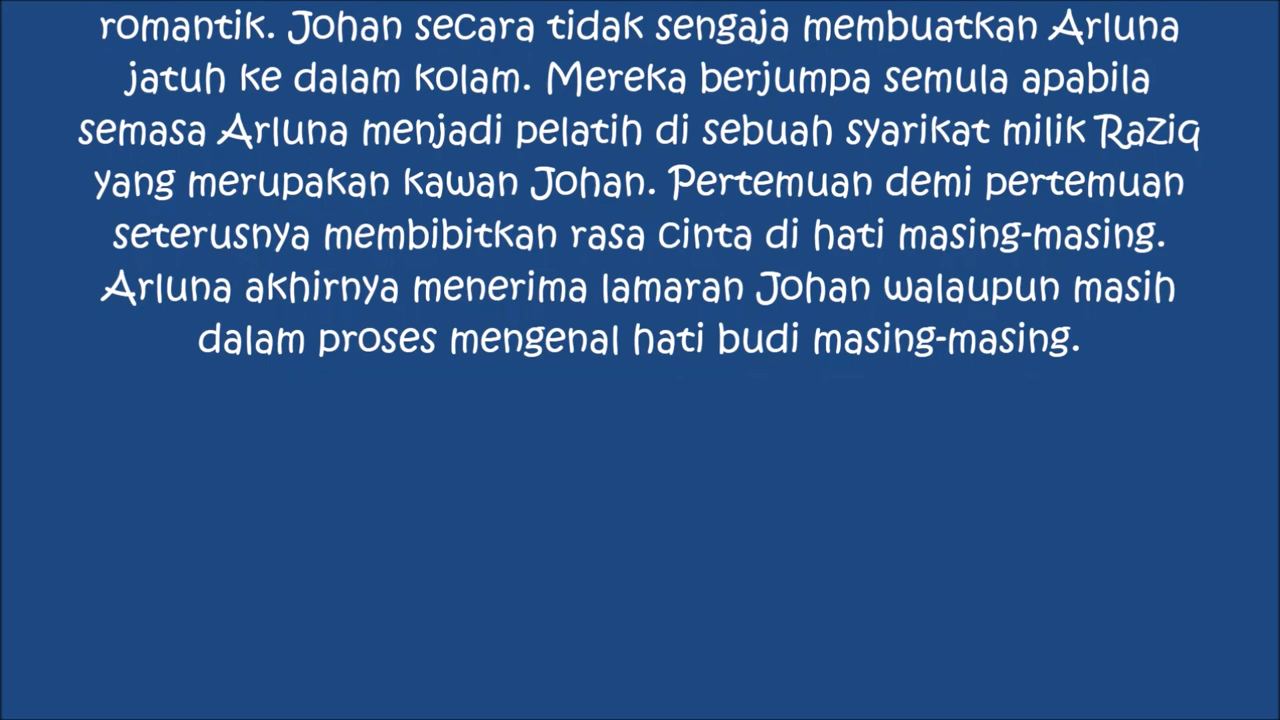 romantik. Johan secara tidak sengaja membuatkan Arluna
jatuh ke dalam kolam. Mereka berjumpa semula apabila
semasa Arluna menjadi pelatih di sebuah syarikat milik Raziq
yang merupakan kawan Johan. Pertemuan demi pertemuan
seterusnya membibitkan rasa cinta di hati masing-masing.
Arluna akhirnya menerima lamaran Johan walaupun masih
dalam proses mengenal hati budi masing-masing.